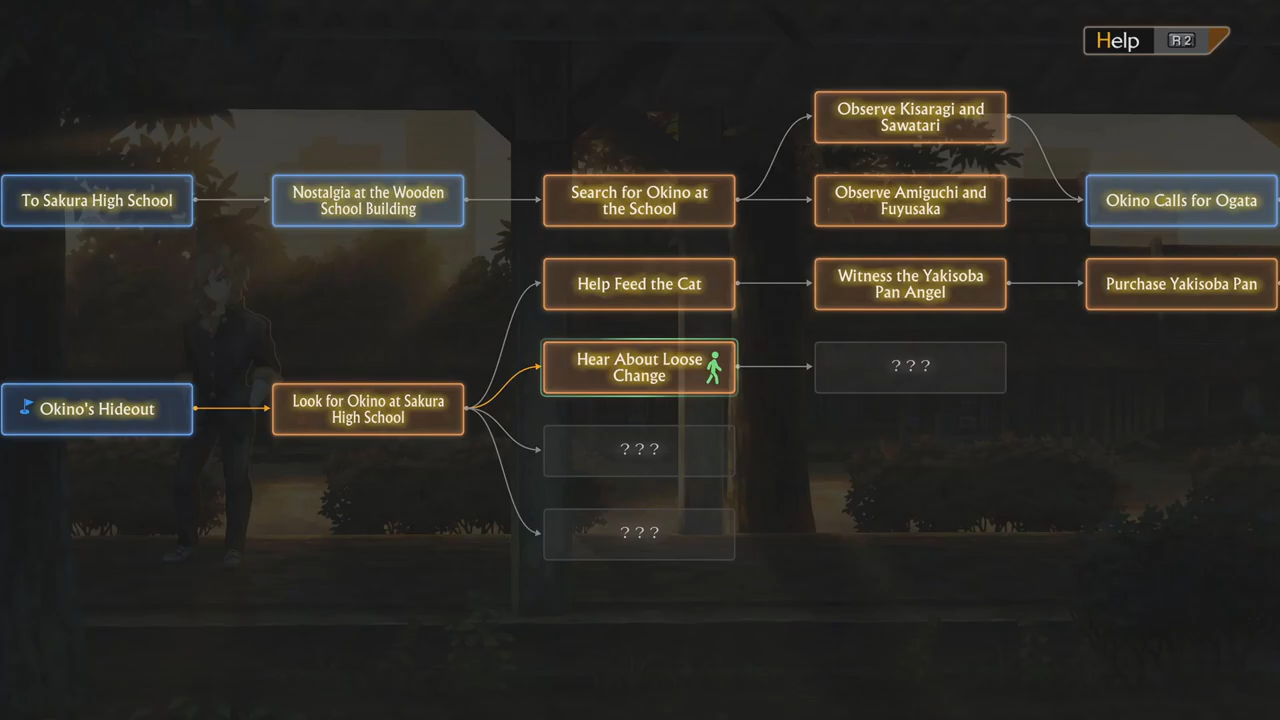 Help R2
Observe Kisaragi and
Sawatari
To Sakura High School
Nostalgia at the Wooden
School Building
Search for Okino at
the School
Observe Amiguchi and
Fuyusaka
Okino Calls for Ogata
Help Feed the Cat
Witness the Yakisoba
Pan Angel
Purchase Yakisoba Pan
Hear About Loose
Change
???
Okino's Hideout
Look for Okino at Sakura
High School
???
???